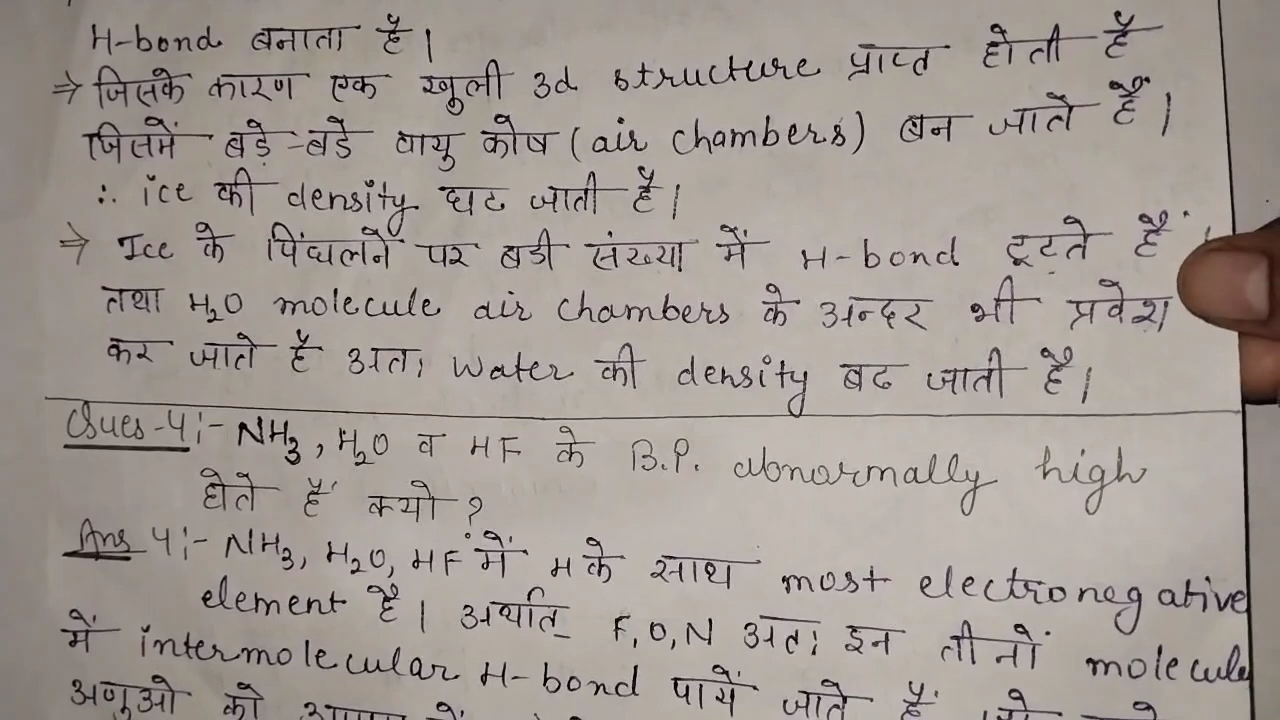 H-bond बनाता है।
⇒ जिसके कारण एक खुली 3d structure प्राप्त होती है
जिसमें बड़े-बडे वायु कोष (air chambers) बन जाते हैं।
∴ ice की density घट जाती है।
⇒ Ice के पिंघलने पर बडी संख्या में H-bond टूटते हैं।
तथा H₂O molecule air chambers के अन्दर भी प्रवेश
कर जाते है अतः water की density बढ जाती है।
Ques-4:- NH₃, H₂O व HF के B.P. abnormally high
होते हैं क्यो?
Ans 4:- NH₃, H₂O, HF में H के साथ most electronegative
element है। अर्थात् F, O, N अतः इन तीनों molecule
में intermolecular H-bond पायें जाते हैं
अणुओ को